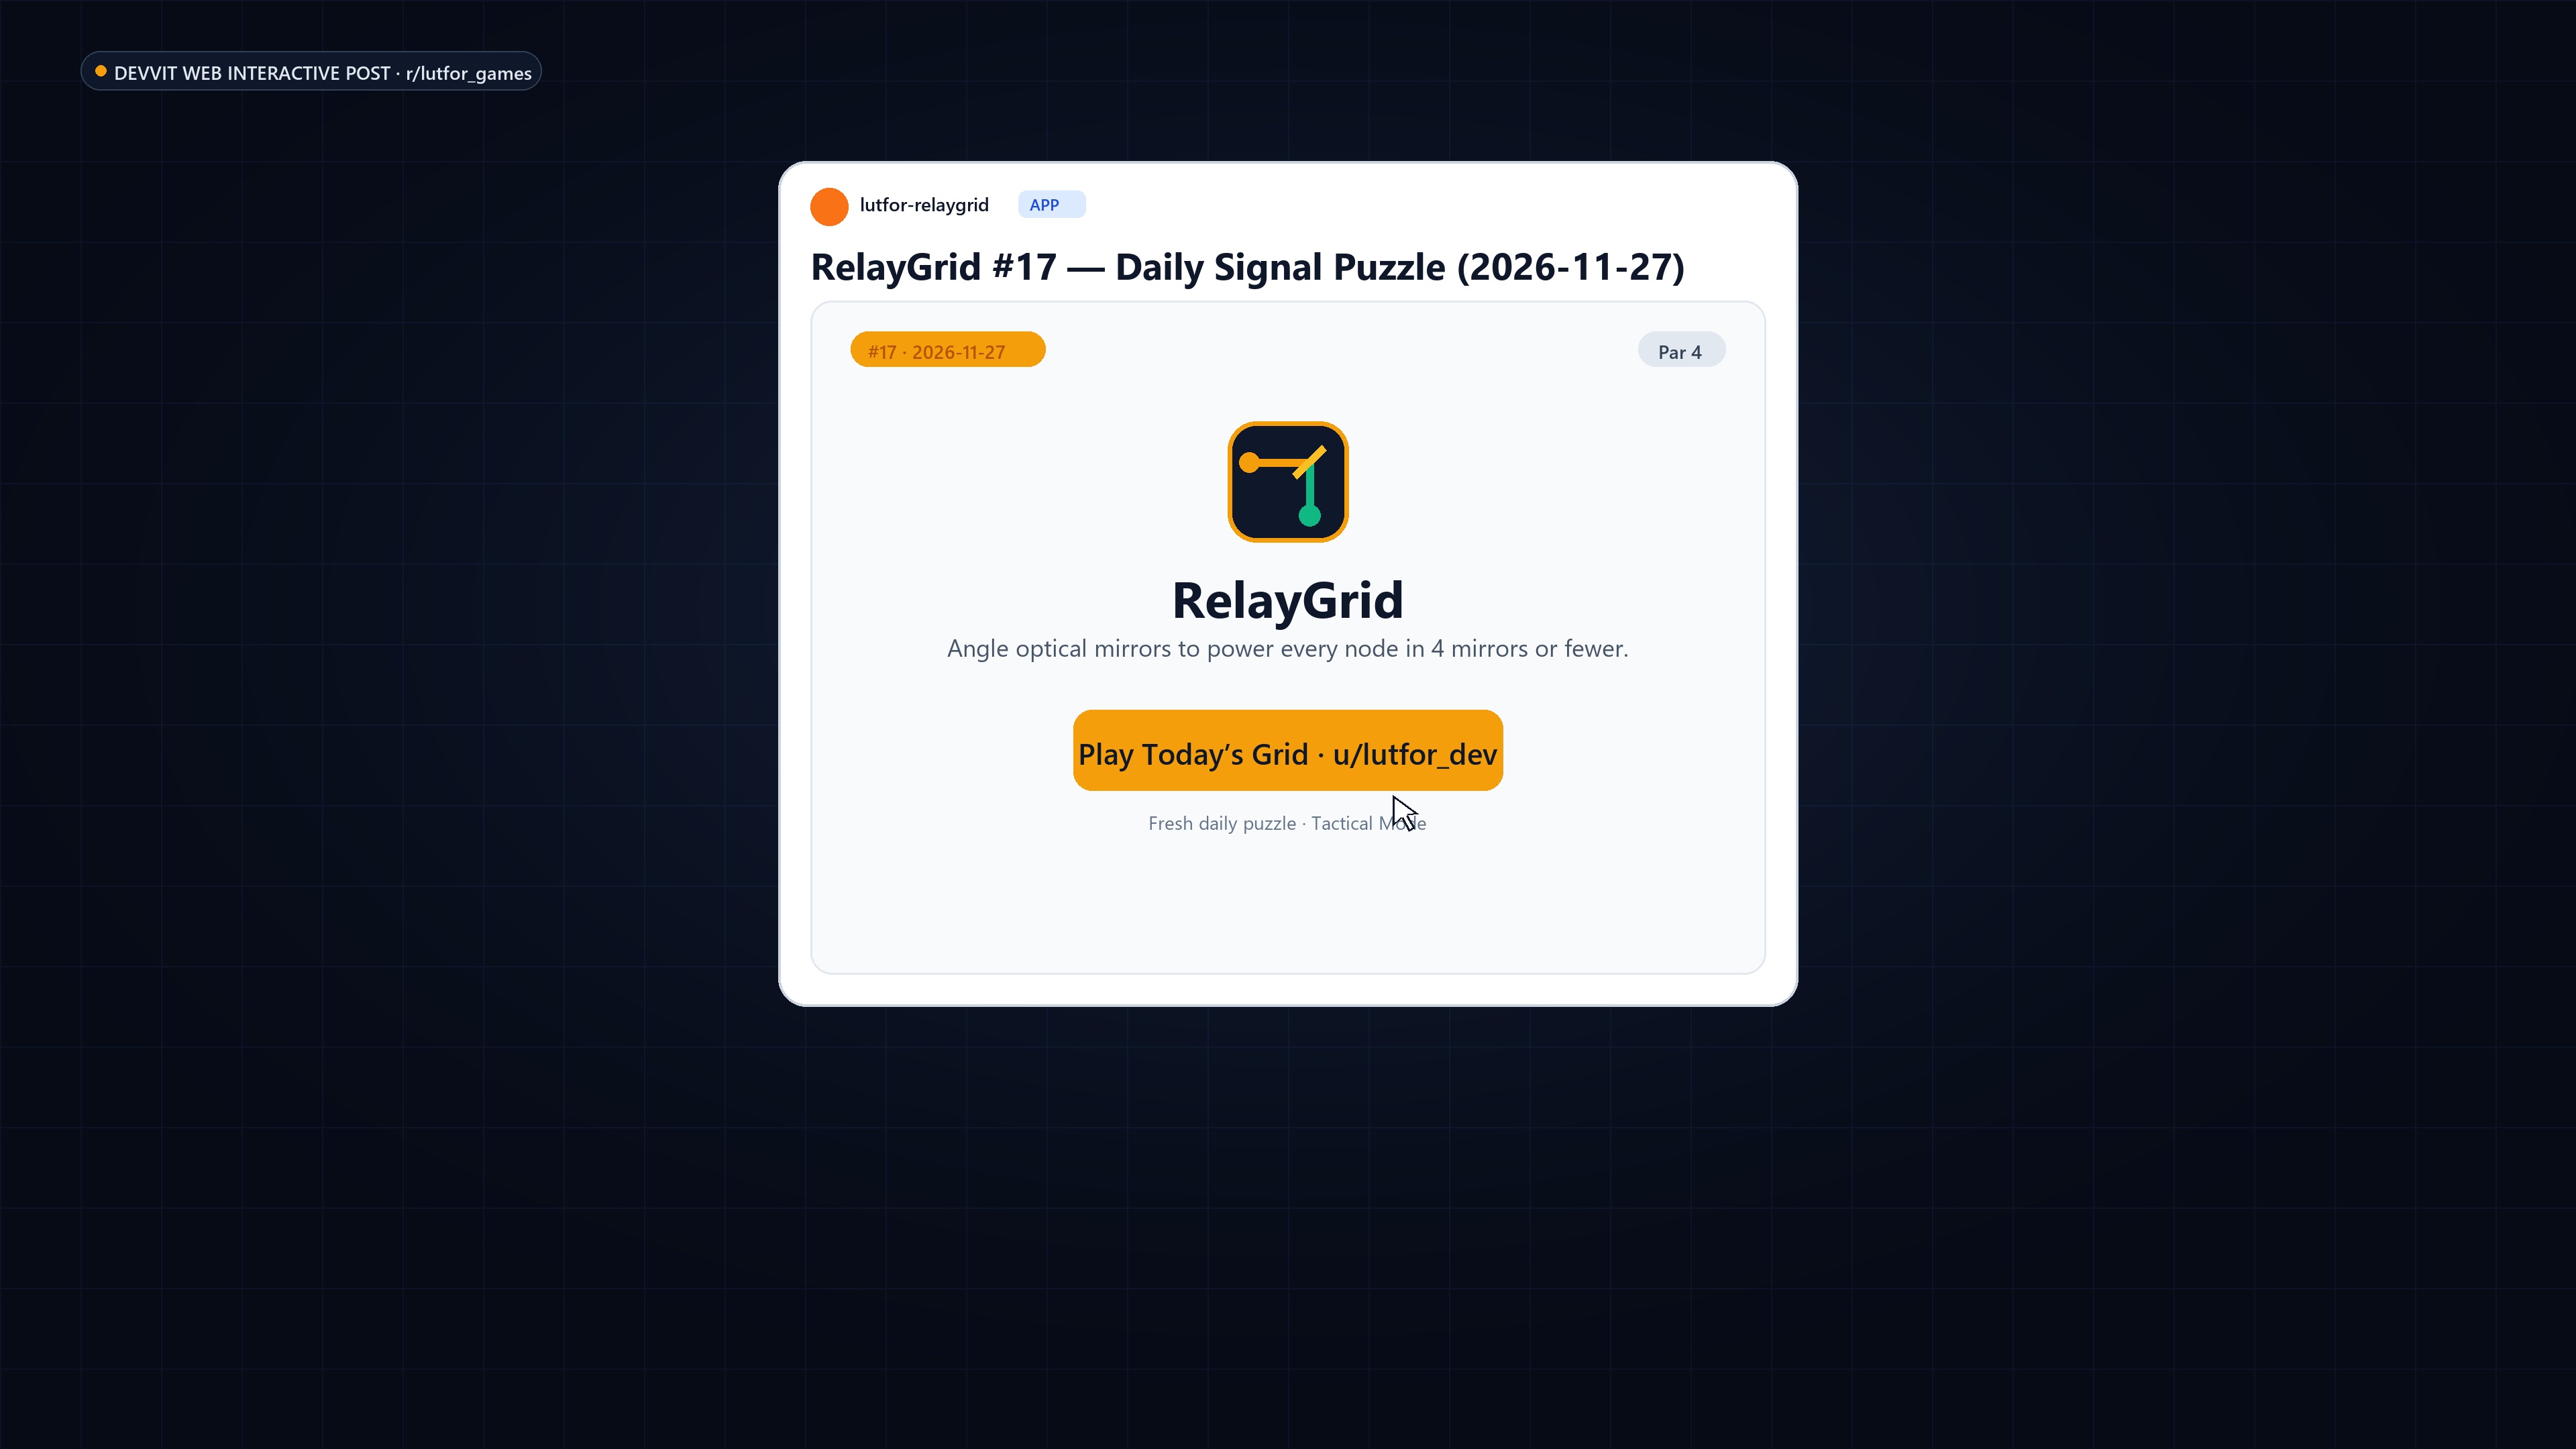 DEVVIT WEB INTERACTIVE POST · r/lutfor_games
lutfor-relaygrid APP
RelayGrid #17 — Daily Signal Puzzle (2026-11-27)
#17 · 2026-11-27 Par 4
RelayGrid
Angle optical mirrors to power every node in 4 mirrors or fewer.
Play Today’s Grid · u/lutfor_dev
Fresh daily puzzle · Tactical Mode